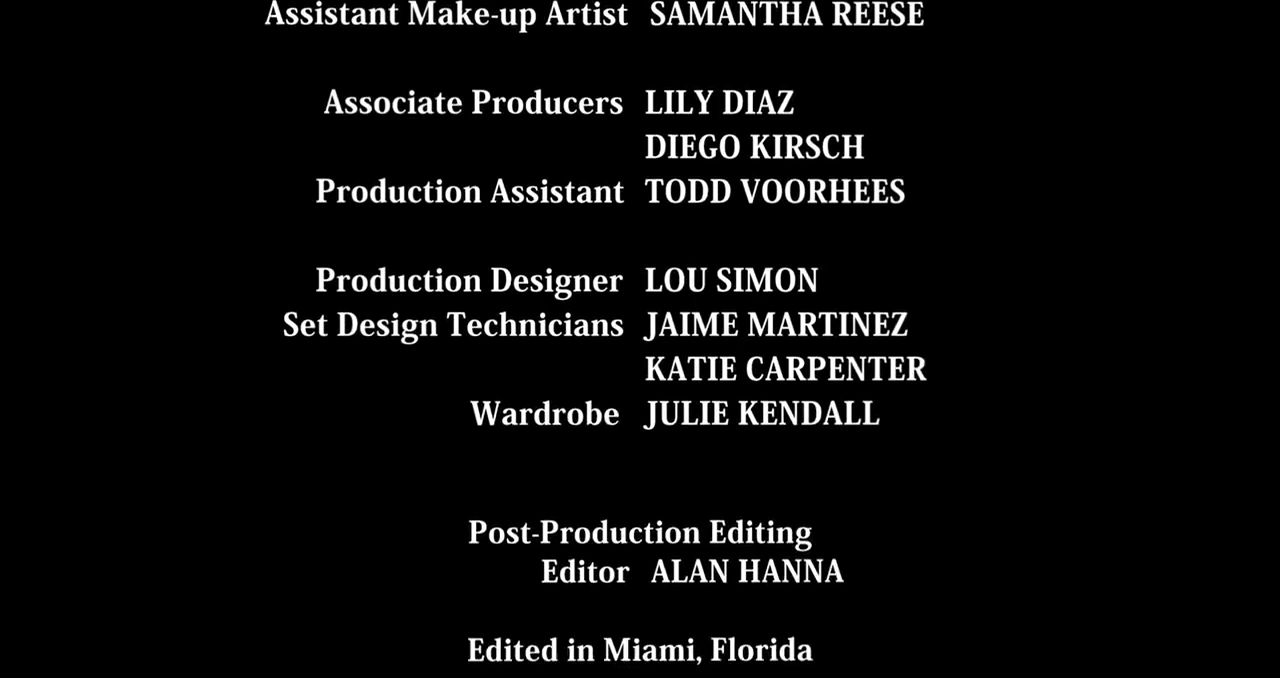 Assistant Make-up Artist SAMANTHA REESE
Associate Producers LILY DIAZ
DIEGO KIRSCH
Production Assistant TODD VOORHEES
Production Designer LOU SIMON
Set Design Technicians JAIME MARTINEZ
KATIE CARPENTER
Wardrobe JULIE KENDALL
Post-Production Editing
Editor ALAN HANNA
Edited in Miami, Florida